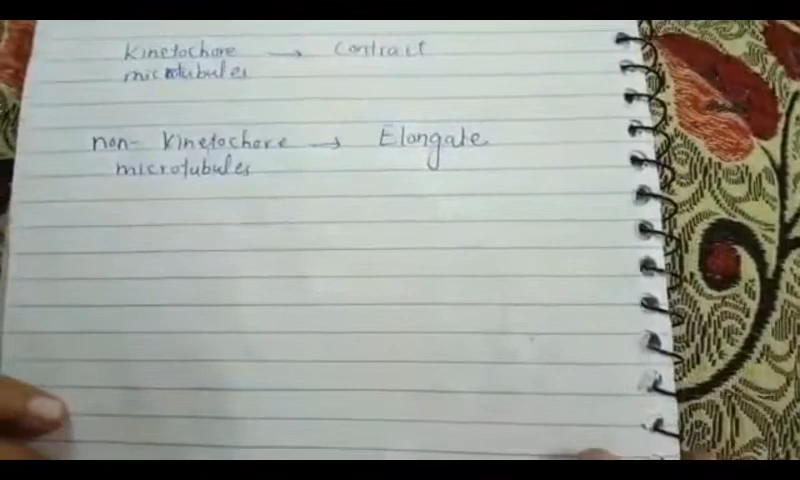 Kinetochore → Contract
microtubules
non- Kinetochore → Elongate
microtubules